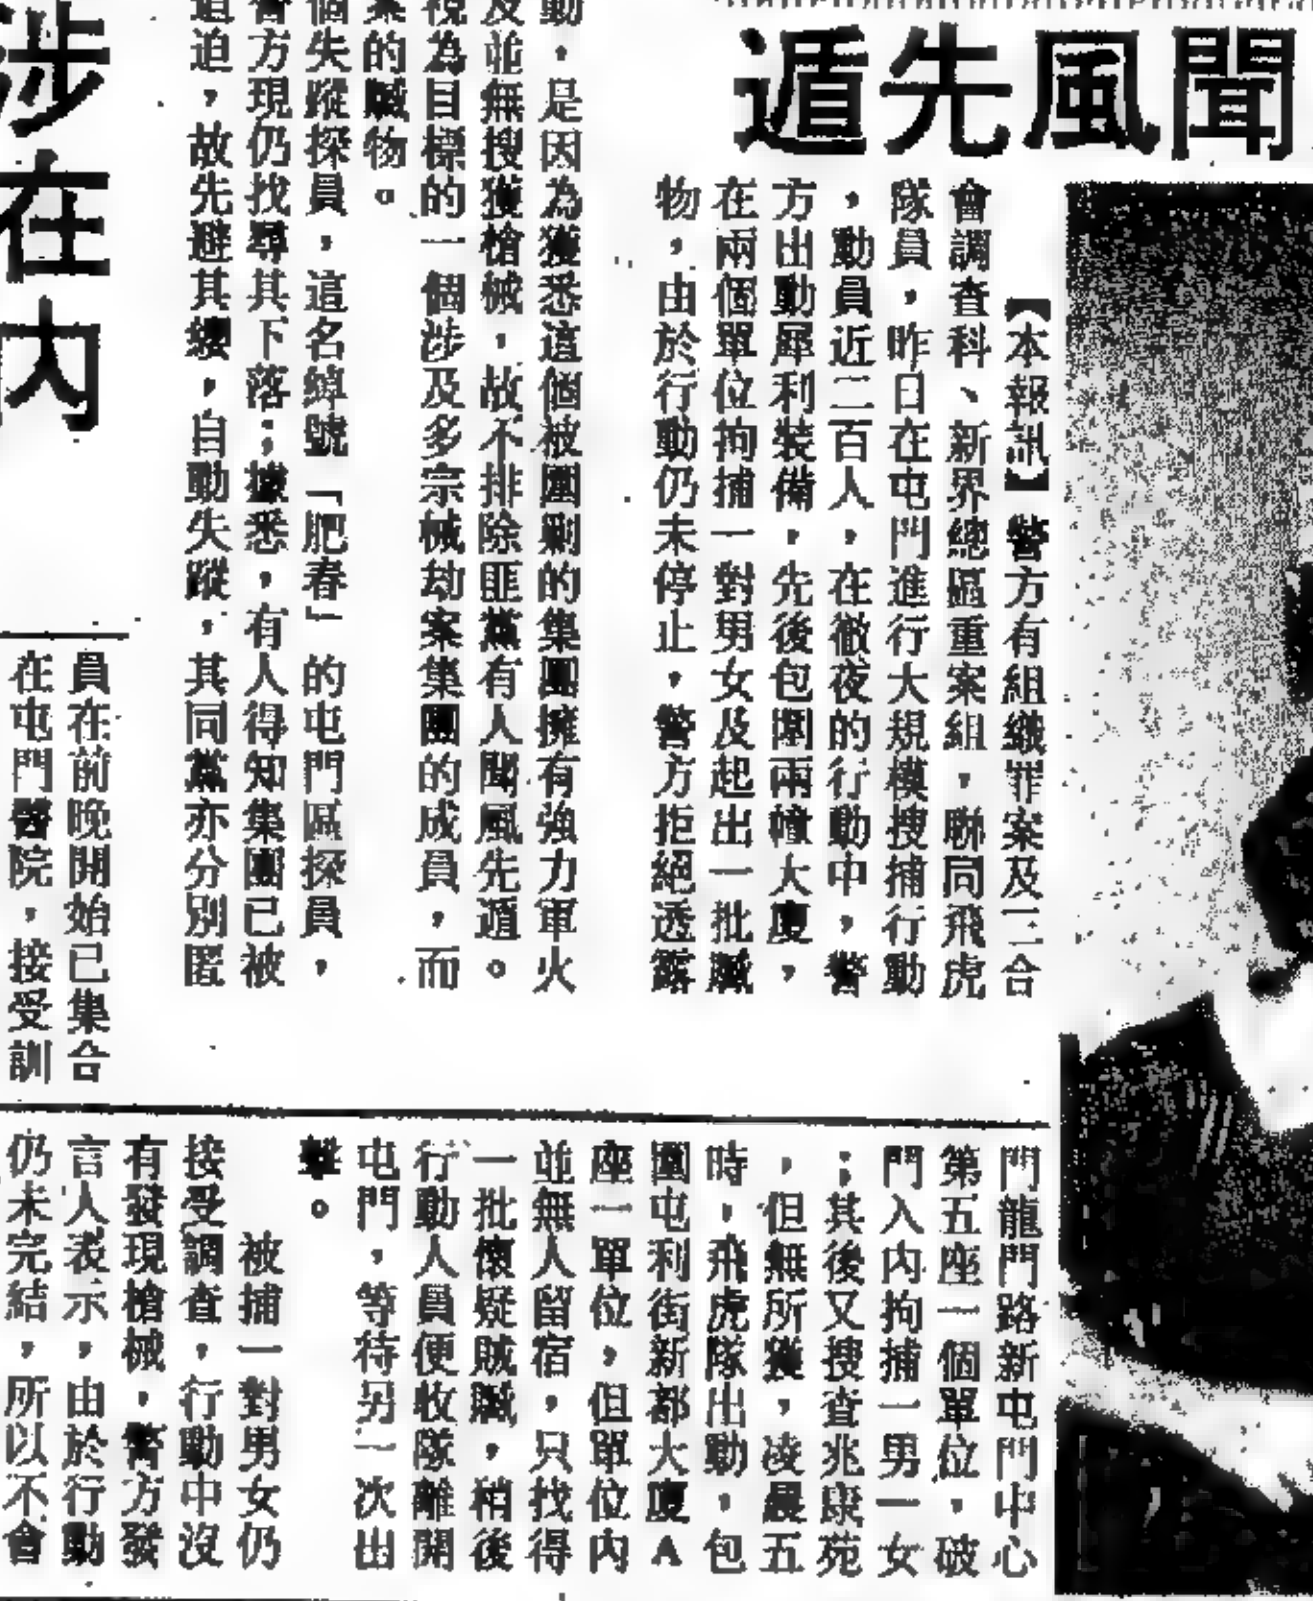 聞風先遁
【本報訊】警方有組織罪案及三合
會調查科、新界總區重案組，聯同飛虎
隊員，昨日在屯門進行大規模搜捕行動
，動員近二百人，在徹夜的行動中，警
方出動犀利裝備，先後包圍兩幢大廈，
在兩個單位拘捕一對男女及起出一批贓
物，由於行動仍未停止，警方拒絕透露
動，是因為獲悉這個被圍剿的集團擁有強力軍火
及並無搜獲槍械，故不排除匪黨有人聞風先遁。
視為目標的一個涉及多宗械劫案集團的成員，而
案的贓物。
個失蹤探員，這名綽號「肥春」的屯門區探員，
警方現仍找尋其下落；據悉，有人得知集團已被
追迫，故先避其纓，自動失蹤，其同黨亦分別匿
涉在內
員在前晚開始已集合
在屯門醫院，接受訓
門龍門路新屯門中心
第五座一個單位，破
門入內拘捕一男一女
；其後又搜查兆康苑
，但無所獲，凌晨五
時，飛虎隊出動，包
圍屯利街新都大廈A
座一單位，但單位內
並無人留宿，只找得
一批懷疑賊贓，稍後
行動人員便收隊離開
屯門，等待另一次出
擊。
被捕一對男女仍
接受調查，行動中沒
有發現槍械，警方發
言人表示，由於行動
仍未完結，所以不會